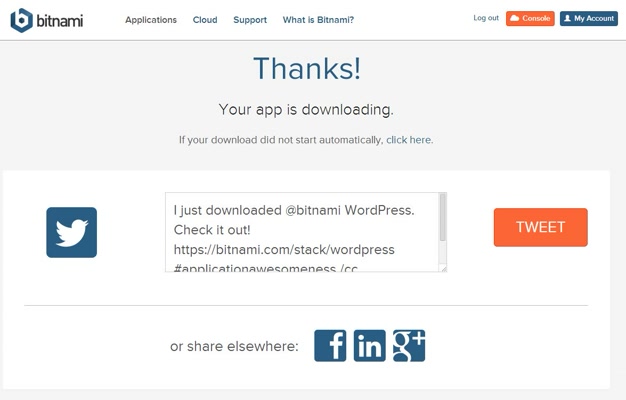 bitnami Applications Cloud Support What is Bitnami? Log out Console My Account
Thanks!
Your app is downloading.
If your download did not start automatically, click here.
I just downloaded @bitnami WordPress.
Check it out!
https://bitnami.com/stack/wordpress
#applicationawesomeness /cc
TWEET
or share elsewhere: